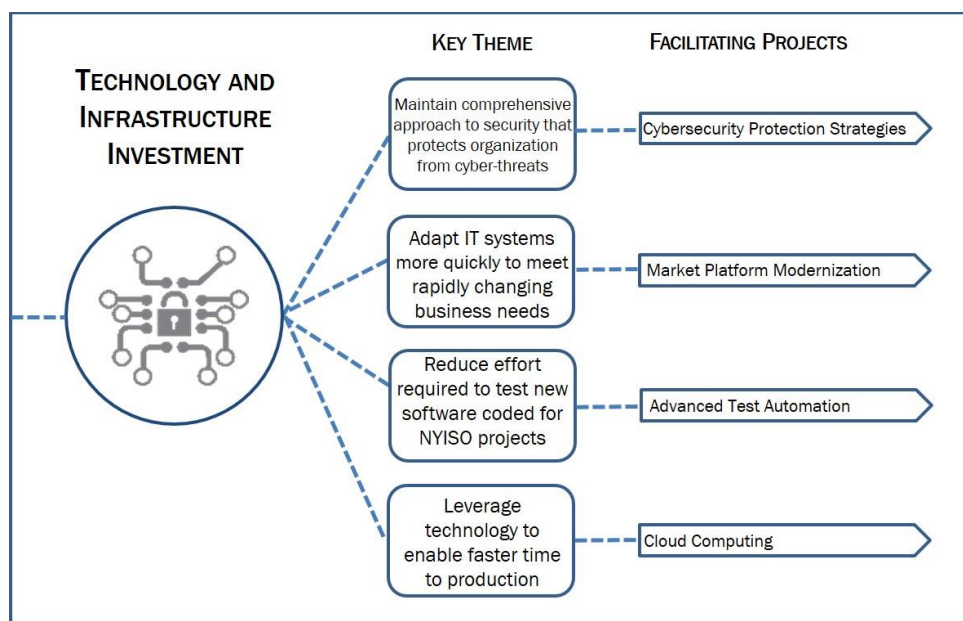 KEY THEME
FACILITATING PROJECTS
TECHNOLOGY AND
INFRASTRUCTURE
INVESTMENT
Maintain comprehensive
approach to security that
protects organization
from cyber-threats
Cybersecurity Protection Strategies
Adapt IT systems
more quickly to meet
rapidly changing
business needs
Market Platform Modernization
Reduce effort
required to test new
software coded for
NYISO projects
Advanced Test Automation
Leverage
technology to
enable faster time
to production
Cloud Computing